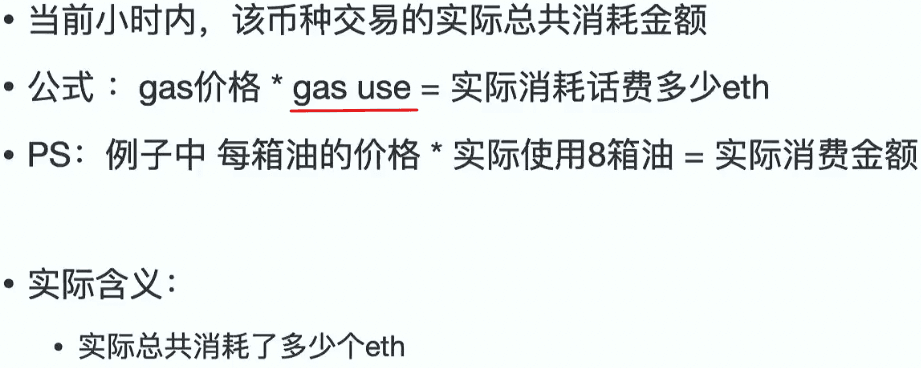 • 当前小时内，该币种交易的实际总共消耗金额
• 公式 ：gas价格 * gas use = 实际消耗话费多少eth
• PS：例子中 每箱油的价格 * 实际使用8箱油 = 实际消费金额
• 实际含义：
• 实际总共消耗了多少个eth